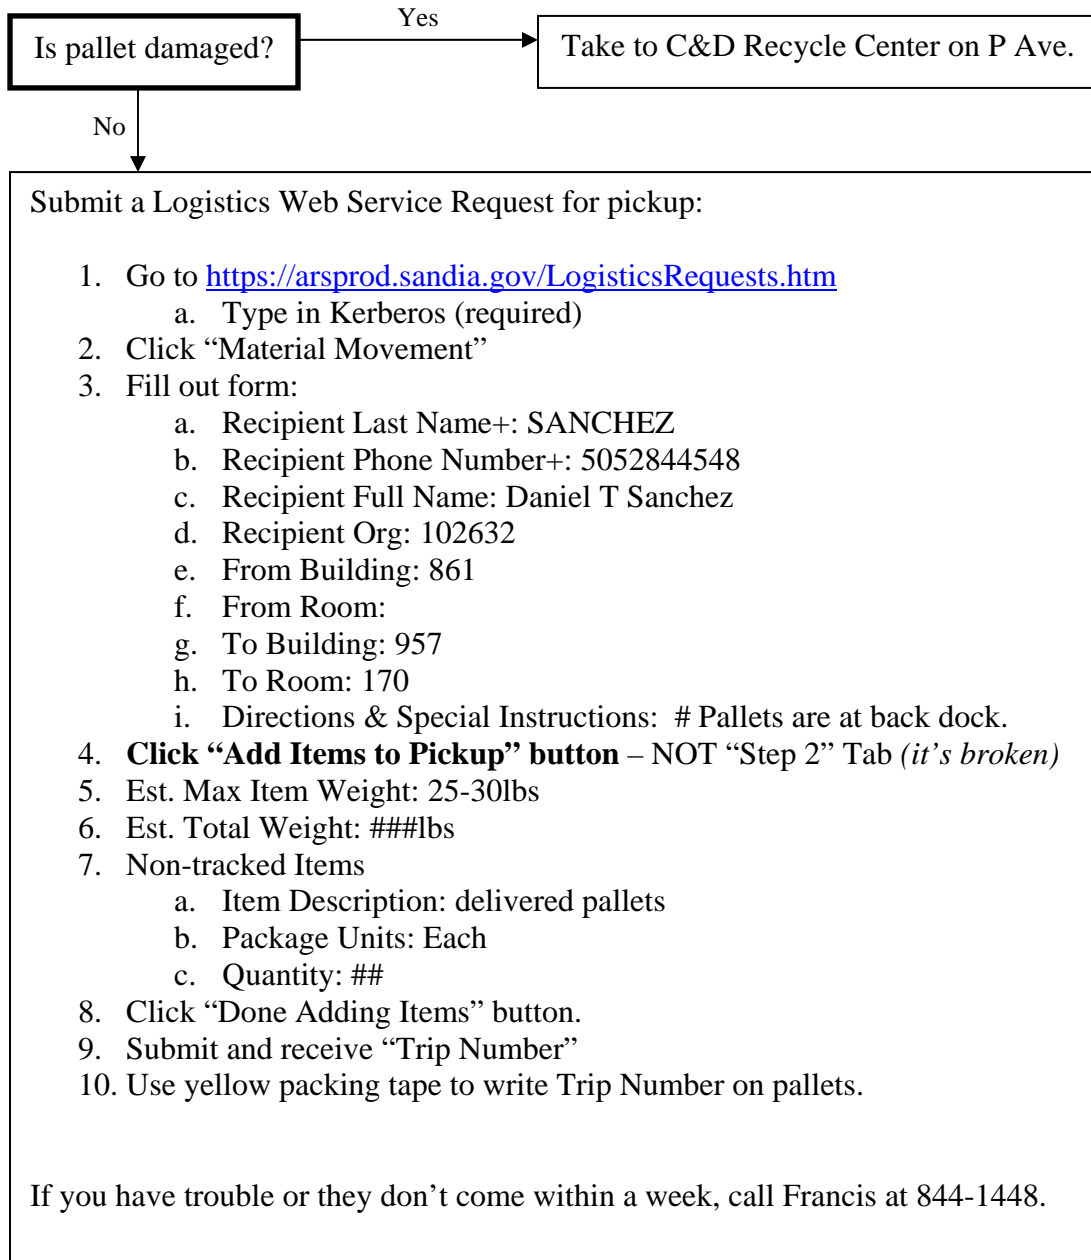 Is pallet damaged?
Yes
Take to C&D Recycle Center on P Ave.
No
Submit a Logistics Web Service Request for pickup:
1. Go to https://arsprod.sandia.gov/LogisticsRequests.htm
a. Type in Kerberos (required)
2. Click “Material Movement”
3. Fill out form:
a. Recipient Last Name+: SANCHEZ
b. Recipient Phone Number+: 5052844548
c. Recipient Full Name: Daniel T Sanchez
d. Recipient Org: 102632
e. From Building: 861
f. From Room:
g. To Building: 957
h. To Room: 170
i. Directions & Special Instructions:  # Pallets are at back dock.
4. Click “Add Items to Pickup” button – NOT “Step 2” Tab (it’s broken)
5. Est. Max Item Weight: 25-30lbs
6. Est. Total Weight: ###lbs
7. Non-tracked Items
a. Item Description: delivered pallets
b. Package Units: Each
c. Quantity: ##
8. Click “Done Adding Items” button.
9. Submit and receive “Trip Number”
10. Use yellow packing tape to write Trip Number on pallets.
If you have trouble or they don’t come within a week, call Francis at 844-1448.